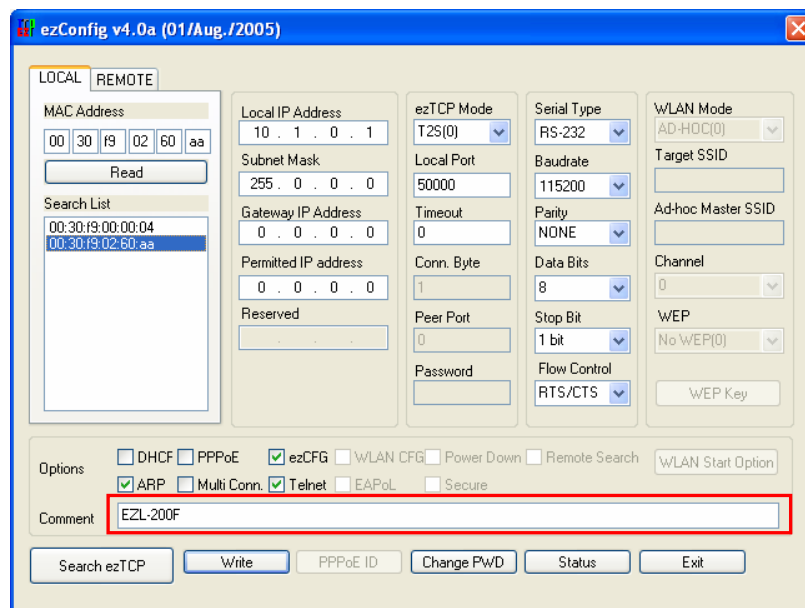 ezConfig v4.0a (01/Aug./2005)
LOCAL REMOTE
MAC Address
00 30 f9 02 60 aa
Read
Search List
00:30:f9:00:00:04
00:30:f9:02:60:aa
Local IP Address
10 . 1 . 0 . 1
Subnet Mask
255 . 0 . 0 . 0
Gateway IP Address
0 . 0 . 0 . 0
Permitted IP address
0 . 0 . 0 . 0
Reserved
. . .
ezTCP Mode
T2S(0)
Local Port
50000
Timeout
0
Conn. Byte
1
Peer Port
0
Password
Serial Type
RS-232
Baudrate
115200
Parity
NONE
Data Bits
8
Stop Bit
1 bit
Flow Control
RTS/CTS
WLAN Mode
AD-HOC(0)
Target SSID
Ad-hoc Master SSID
Channel
0
WEP
No WEP(0)
WEP Key
Options
DHCF PPPoE ezCFG WLAN CFG Power Down Remote Search
ARP Multi Conn. Telnet EAPoL Secure
WLAN Start Option
Comment EZL-200F
Search ezTCP Write PPPoE ID Change PWD Status Exit